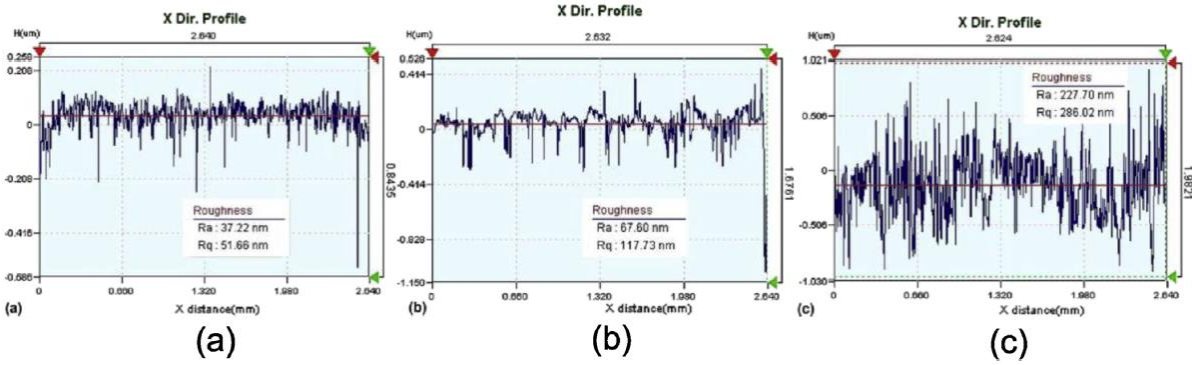 X Dir. Profile
2.640
H(um)
0.258
0.208
0
-0.208
-0.416
-0.586
0.8435
Roughness
Ra : 37.22 nm
Rq : 51.66 nm
0
0.660
1.320
1.980
2.640
X distance(mm)
(a)
(a)
X Dir. Profile
2.632
H(um)
0.526
0.414
0
-0.414
-0.828
-1.150
1.6761
Roughness
Ra : 67.60 nm
Rq : 117.73 nm
0
0.660
1.320
1.980
2.640
X distance(mm)
(b)
(b)
X Dir. Profile
2.624
H(um)
1.021
0.506
0
-0.506
-1.030
1.9821
Roughness
Ra : 227.70 nm
Rq : 286.02 nm
0
0.660
1.320
1.980
2.640
X distance(mm)
(c)
(c)